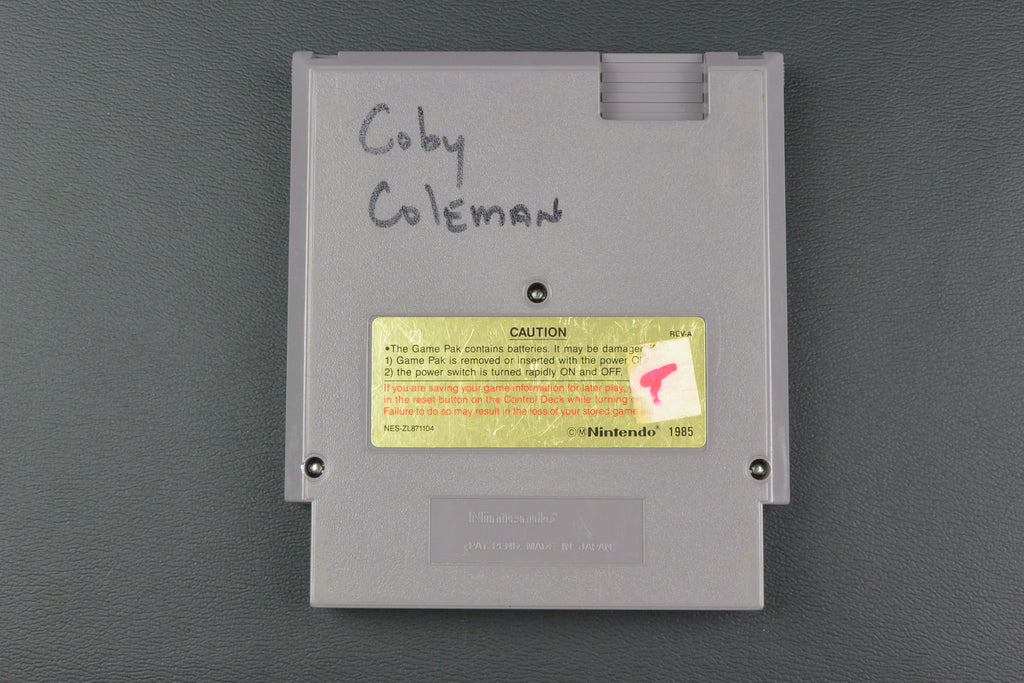 Coby
Coleman
CAUTION
REV-A
•The Game Pak contains batteries. It may be damaged
1) Game Pak is removed or inserted with the power
2) the power switch is turned rapidly ON and OFF.
If you are saving your game information for later play,
in the reset button on the Control Deck while turning
Failure to do so may result in the loss of your stored game
NES-ZL871104
©Ⓜ Nintendo® 1985
Nintendo®
PAT. PEND. MADE IN JAPAN